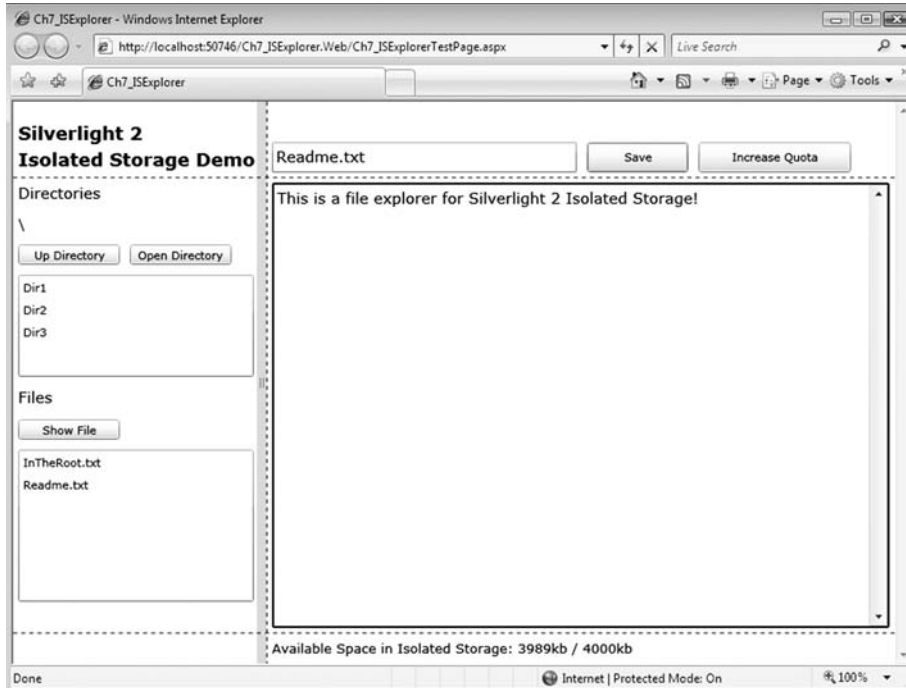 Ch7_ISExplorer - Windows Internet Explorer
http://localhost:50746/Ch7_ISExplorer.Web/Ch7_ISExplorerTestPage.aspx
Live Search
Ch7_ISExplorer
Page
Tools
Silverlight 2
Isolated Storage Demo
Readme.txt
Save
Increase Quota
Directories
\
Up Directory
Open Directory
Dir1
Dir2
Dir3
Files
Show File
InTheRoot.txt
Readme.txt
This is a file explorer for Silverlight 2 Isolated Storage!
Available Space in Isolated Storage: 3989kb / 4000kb
Done
Internet | Protected Mode: On
100%